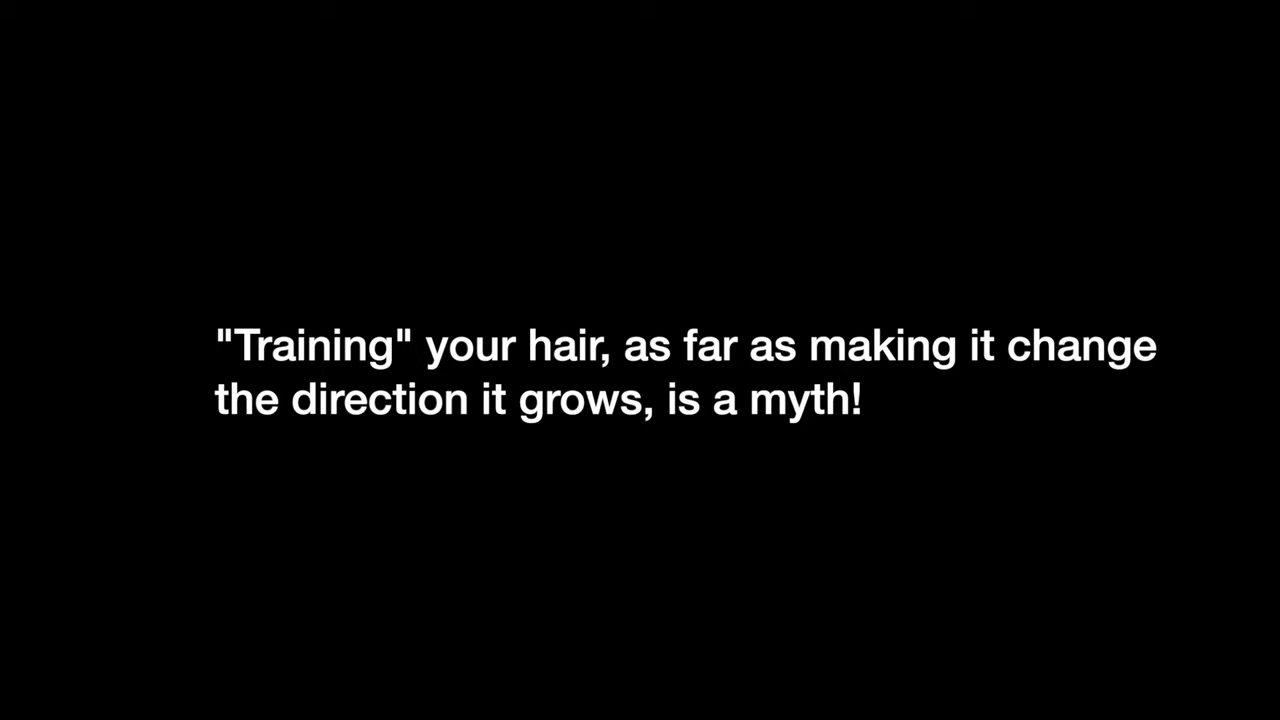 "Training" your hair, as far as making it change
the direction it grows, is a myth!